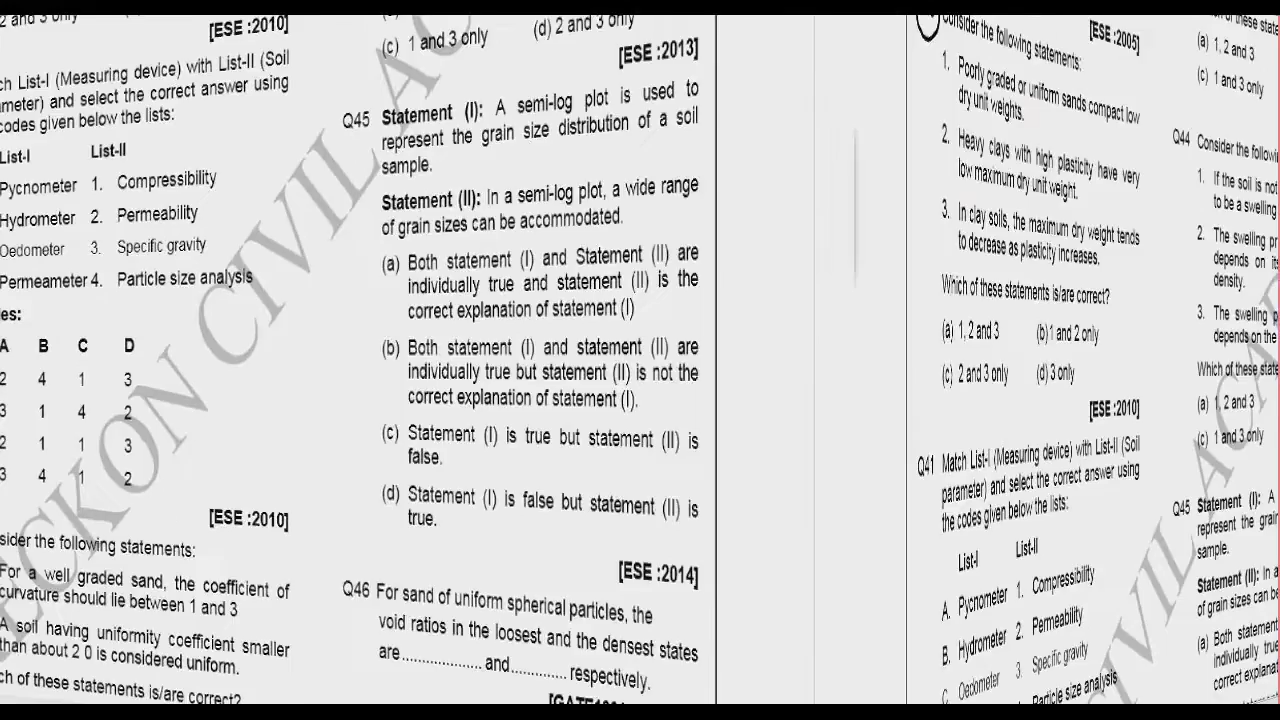 2 and 3 only
[ESE :2010]
ch List-I (Measuring device) with List-II (Soil
ameter) and select the correct answer using
codes given below the lists:
List-I List-II
Pycnometer 1. Compressibility
Hydrometer 2. Permeability
Oedometer 3. Specific gravity
Permeameter 4. Particle size analysis
es:
A B C D
2 4 1 3
3 1 4 2
2 1 1 3
3 4 1 2
[ESE :2010]
sider the following statements:
For a well graded sand, the coefficient of
curvature should lie between 1 and 3
A soil having uniformity coefficient smaller
than about 2 0 is considered uniform.
ch of these statements is/are correct?
(c) 1 and 3 only (d) 2 and 3 only
[ESE :2013]
Q45 Statement (I): A semi-log plot is used to
represent the grain size distribution of a soil
sample.
Statement (II): In a semi-log plot, a wide range
of grain sizes can be accommodated.
(a) Both statement (I) and Statement (II) are
individually true and statement (II) is the
correct explanation of statement (I)
(b) Both statement (I) and statement (II) are
individually true but statement (II) is not the
correct explanation of statement (I).
(c) Statement (I) is true but statement (II) is
false.
(d) Statement (I) is false but statement (II) is
true.
[ESE :2014]
Q46 For sand of uniform spherical particles, the
void ratios in the loosest and the densest states
are................... and............. respectively.
ECKON CIVIL AC
[ESE :2005]
Consider the following statements:
1. Poorly graded or uniform sands compact low
dry unit weights.
2. Heavy clays with high plasticity have very
low maximum dry unit weight.
3. In clay soils, the maximum dry weight tends
to decrease as plasticity increases.
Which of these statements is/are correct?
(a) 1, 2 and 3 (b) 1 and 2 only
(c) 2 and 3 only (d) 3 only
[ESE :2010]
Q41 Match List-I (Measuring device) with List-II (Soil
parameter) and select the correct answer using
the codes given below the lists:
List-I List-II
A. Pycnometer 1. Compressibility
B. Hydrometer 2. Permeability
C Oedometer 3. Specific gravity
Particle size analysis
of these state
(a) 1, 2 and 3
(c) 1 and 3 only
Q44 Consider the followi
1. If the soil is not
to be a swelling
2. The swelling pr
depends on its
density.
3. The swelling p
depends on the
Which of these state
(a) 1, 2 and 3
(c) 1 and 3 only
Q45 Statement (I): A
represent the grain
sample.
Statement (II): In a
of grain sizes can be
(a) Both statement
individually true
correct explanat